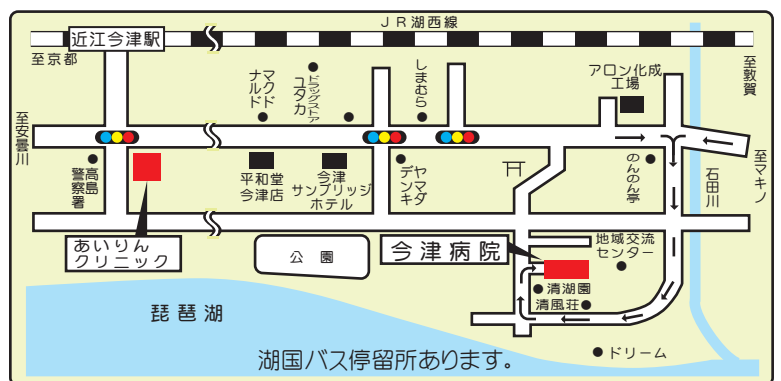 JR湖西線
近江今津駅
至京都
至敦賀
至安曇川
マクド
ナルド
ドラッグストア
ユタカ
しまむら
アロン化成
工場
高島
警察署
平和堂
今津店
今津
サンブリッジ
ホテル
ヤマダ
デンキ
のんのん亭
石田川
至マキノ
あいりん
クリニック
公園
今津病院
地域交流
センター
清湖園
清風荘
琵琶湖
ドリーム
湖国バス停留所あります。